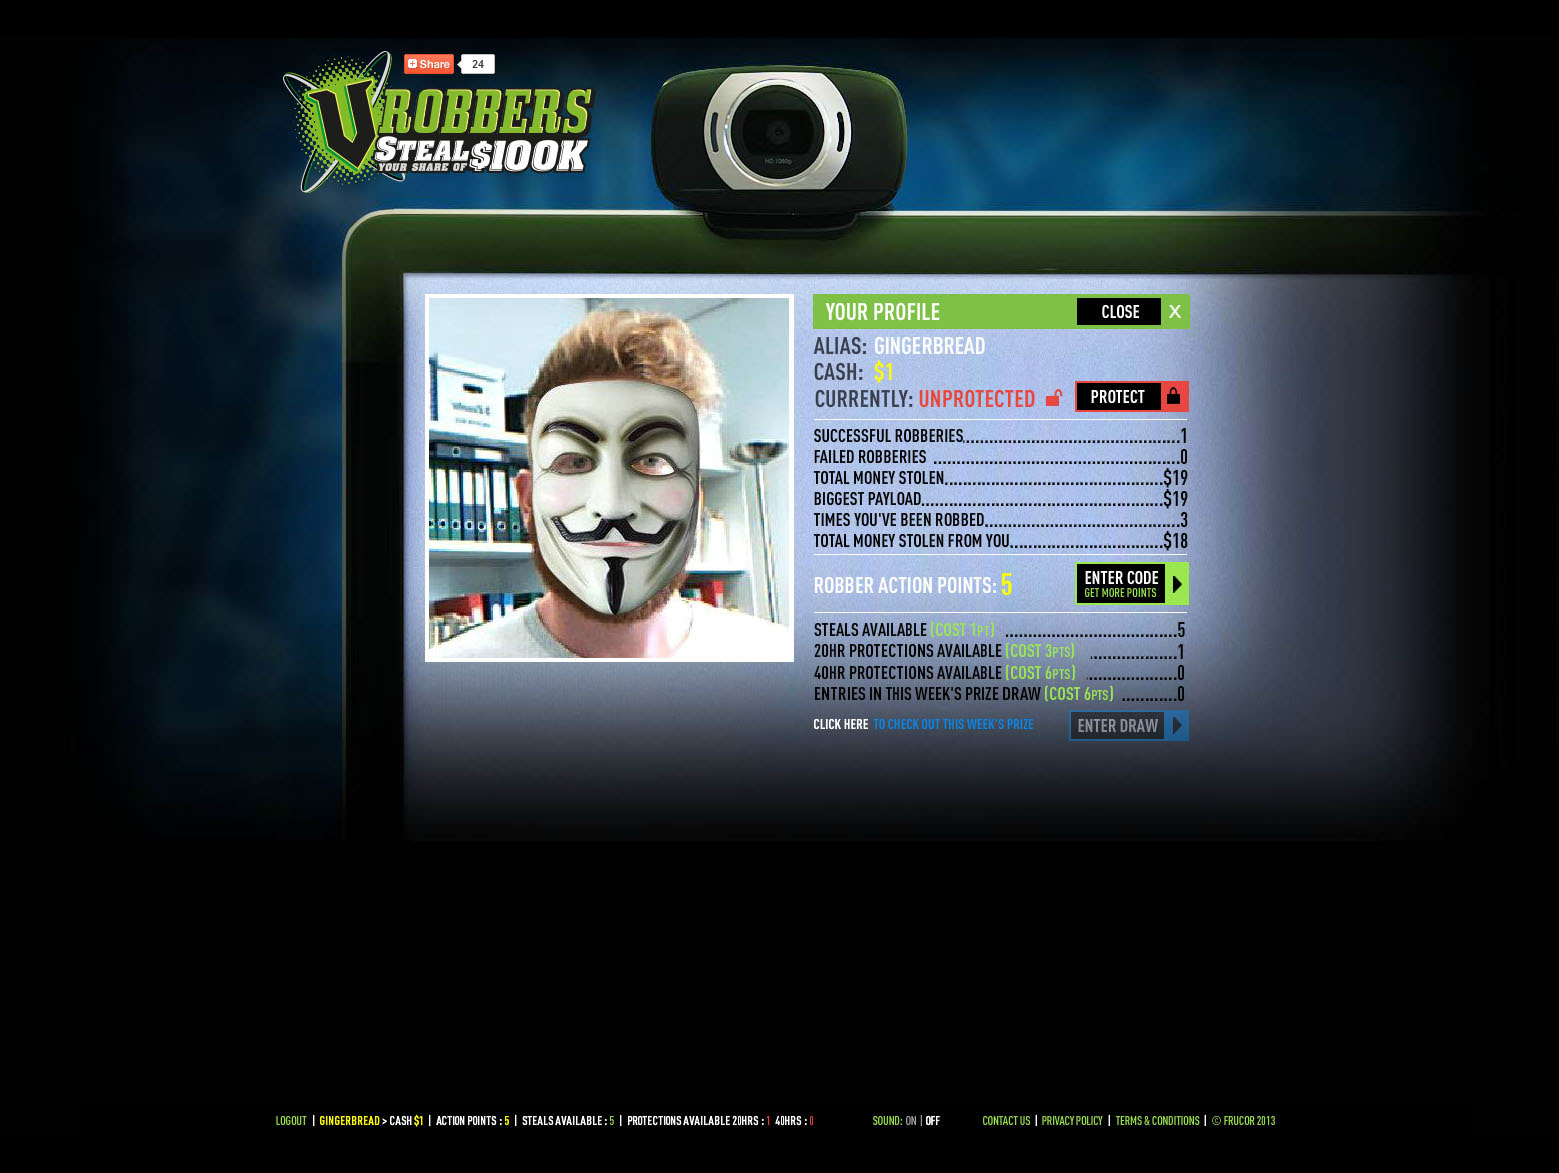 Share 24
V ROBBERS
STEAL $100K
YOUR SHARE OF
HD 1080p
YOUR PROFILE CLOSE X
ALIAS: GINGERBREAD
CASH: $1
CURRENTLY: UNPROTECTED PROTECT
SUCCESSFUL ROBBERIES 1
FAILED ROBBERIES 0
TOTAL MONEY STOLEN $19
BIGGEST PAYLOAD $19
TIMES YOU'VE BEEN ROBBED 3
TOTAL MONEY STOLEN FROM YOU $18
ROBBER ACTION POINTS: 5 ENTER CODE
GET MORE POINTS
STEALS AVAILABLE (COST 1PT) 5
20HR PROTECTIONS AVAILABLE (COST 3PTS) 1
40HR PROTECTIONS AVAILABLE (COST 6PTS) 0
ENTRIES IN THIS WEEK'S PRIZE DRAW (COST 6PTS) 0
CLICK HERE TO CHECK OUT THIS WEEK'S PRIZE ENTER DRAW
LOGOUT | GINGERBREAD > CASH $1 | ACTION POINTS : 5 | STEALS AVAILABLE : 5 | PROTECTIONS AVAILABLE 20HRS : 1 40HRS : 0 SOUND: ON | OFF CONTACT US | PRIVACY POLICY | TERMS & CONDITIONS | © FRUCOR 2013